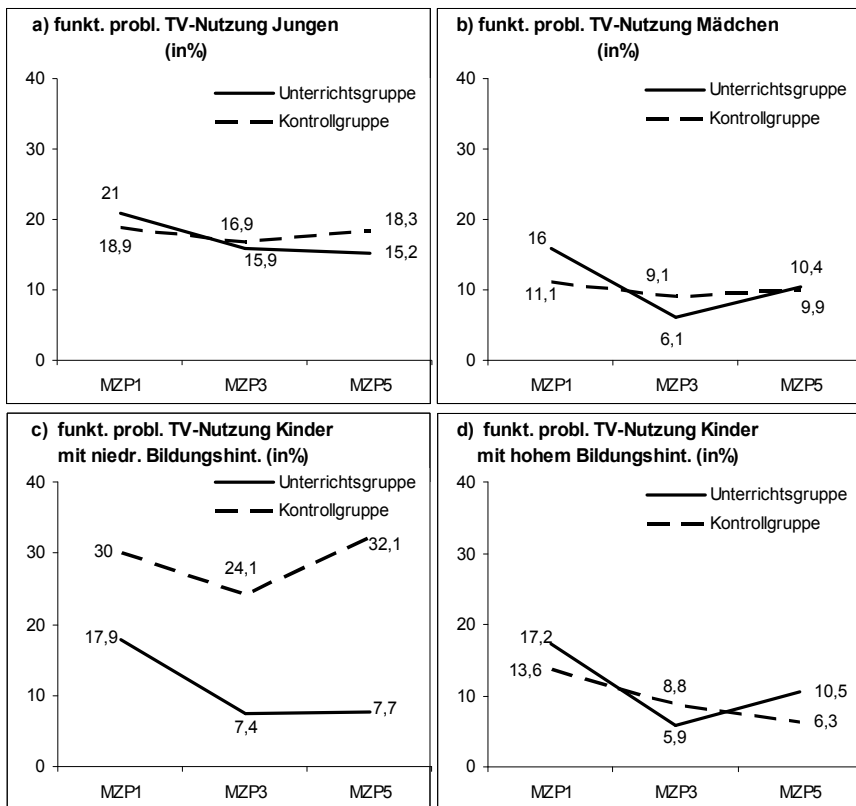 a) funkt. probl. TV-Nutzung Jungen
(in%)
40
30
20
10
0
Unterrichtsgruppe
Kontrollgruppe
21
18,9
16,9
15,9
18,3
15,2
MZP1 MZP3 MZP5
b) funkt. probl. TV-Nutzung Mädchen
(in%)
40
30
20
10
0
Unterrichtsgruppe
Kontrollgruppe
16
11,1
9,1
6,1
10,4
9,9
MZP1 MZP3 MZP5
c) funkt. probl. TV-Nutzung Kinder
mit niedr. Bildungshint. (in%)
40
30
20
10
0
Unterrichtsgruppe
Kontrollgruppe
30
24,1
32,1
17,9
7,4
7,7
MZP1 MZP3 MZP5
d) funkt. probl. TV-Nutzung Kinder
mit hohem Bildungshint. (in%)
40
30
20
10
0
Unterrichtsgruppe
Kontrollgruppe
17,2
13,6
8,8
5,9
10,5
6,3
MZP1 MZP3 MZP5